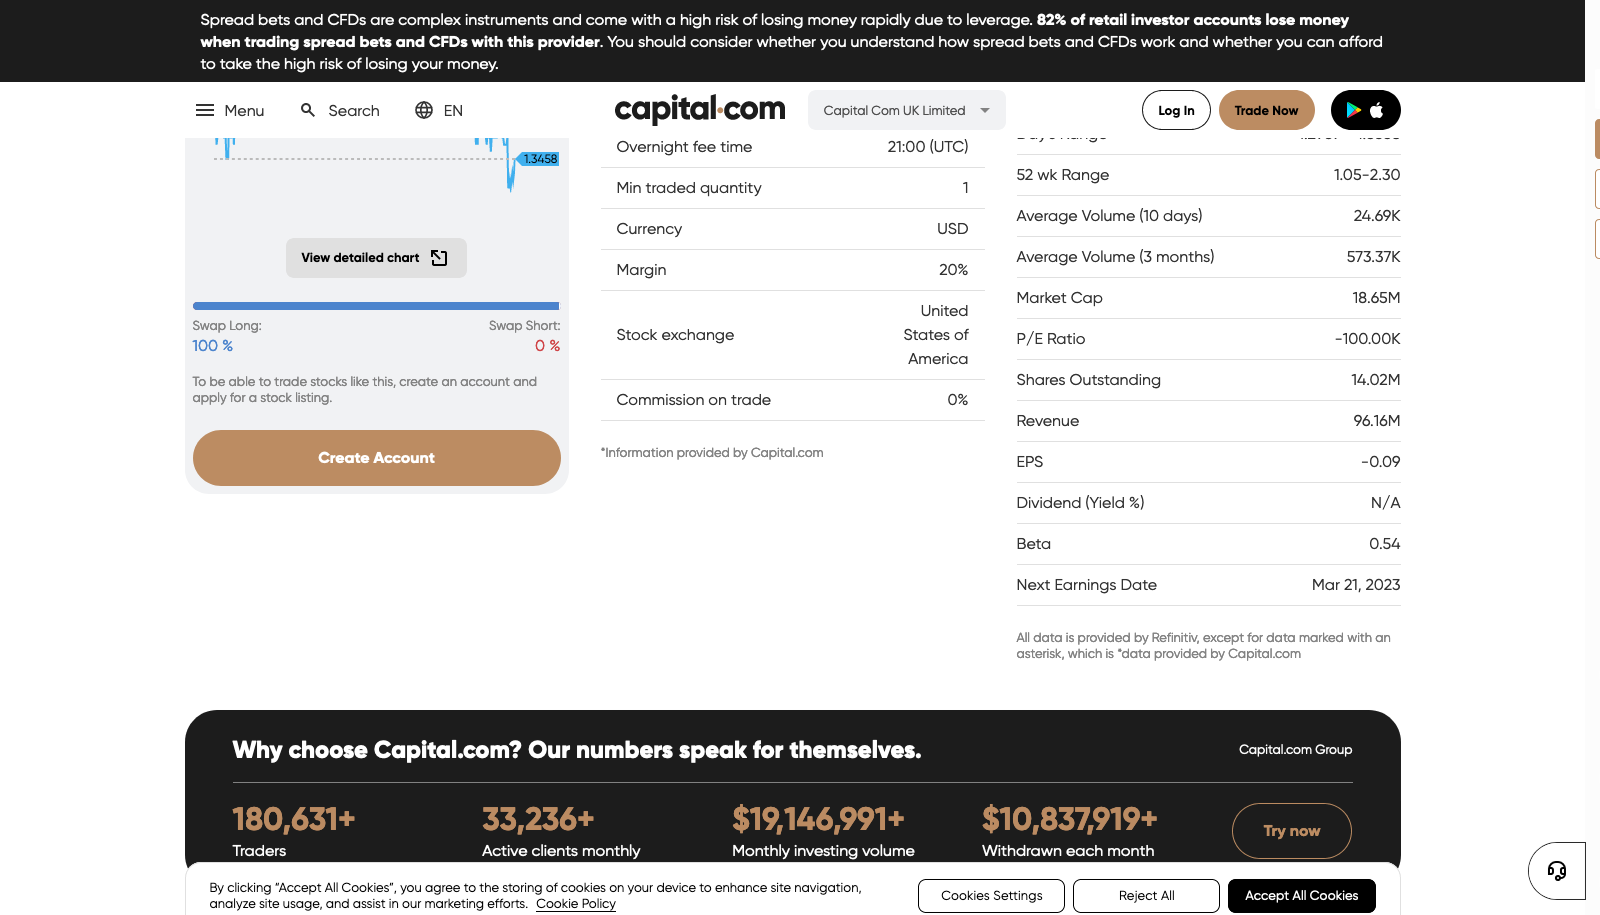 Spread bets and CFDs are complex instruments and come with a high risk of losing money rapidly due to leverage. 82% of retail investor accounts lose money
when trading spread bets and CFDs with this provider. You should consider whether you understand how spread bets and CFDs work and whether you can afford
to take the high risk of losing your money.
Menu
Search
EN
capital.com
Capital Com UK Limited
Log In
Trade Now
1.3458
View detailed chart
Swap Long:
Swap Short:
100 %
0 %
To be able to trade stocks like this, create an account and
apply for a stock listing.
Create Account
Overnight fee time 21:00 (UTC)
Min traded quantity 1
Currency USD
Margin 20%
Stock exchange
United
States of
America
Commission on trade 0%
*Information provided by Capital.com
52 wk Range 1.05-2.30
Average Volume (10 days) 24.69K
Average Volume (3 months) 573.37K
Market Cap 18.65M
P/E Ratio -100.00K
Shares Outstanding 14.02M
Revenue 96.16M
EPS -0.09
Dividend (Yield %) N/A
Beta 0.54
Next Earnings Date Mar 21, 2023
All data is provided by Refinitiv, except for data marked with an
asterisk, which is *data provided by Capital.com
Why choose Capital.com? Our numbers speak for themselves.
Capital.com Group
180,631+
Traders
33,236+
Active clients monthly
$19,146,991+
Monthly investing volume
$10,837,919+
Withdrawn each month
Try now
By clicking “Accept All Cookies”, you agree to the storing of cookies on your device to enhance site navigation,
analyze site usage, and assist in our marketing efforts. Cookie Policy
Cookies Settings
Reject All
Accept All Cookies